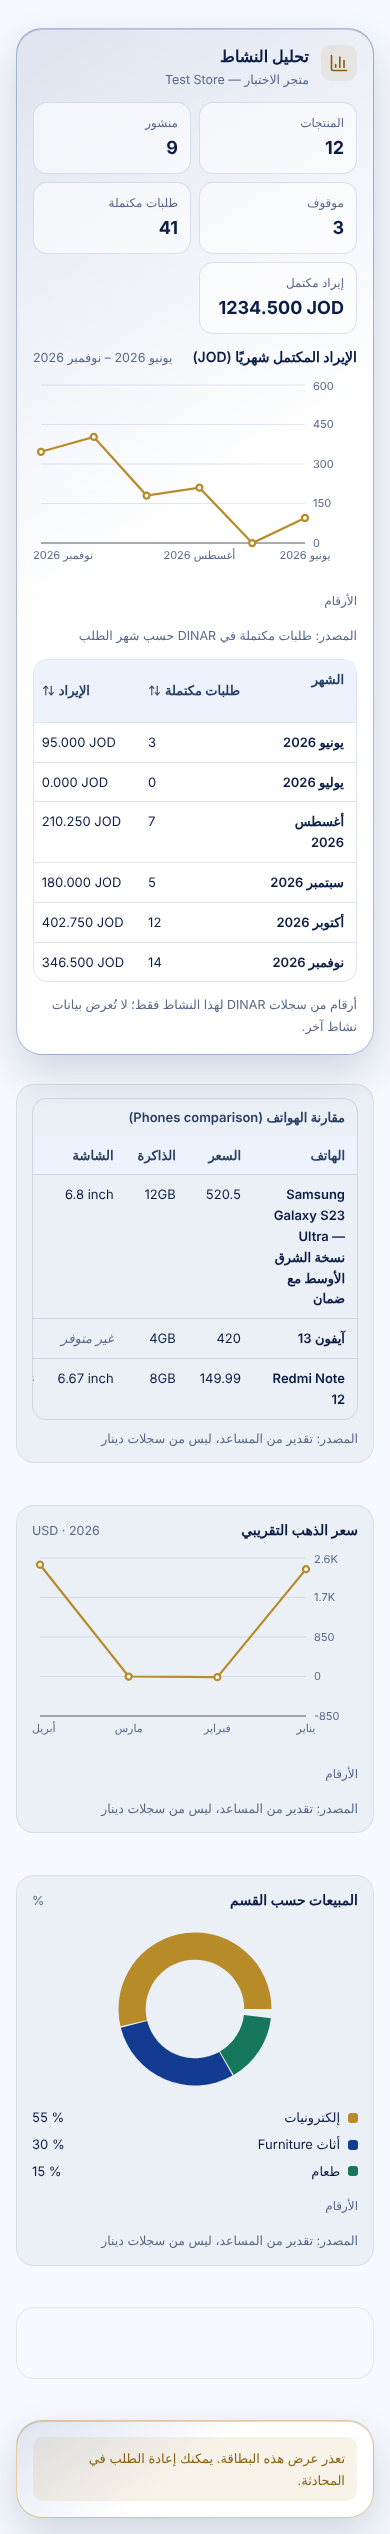 تحليل النشاط
متجر الاختبار — Test Store
المنتجات
12
منشور
9
موقوف
3
طلبات مكتملة
41
إيراد مكتمل
1234.500 JOD
الإيراد المكتمل شهريًا (JOD)
يونيو 2026 – نوفمبر 2026
600
450
300
150
0
يونيو 2026 أغسطس 2026 نوفمبر 2026
الأرقام
المصدر: طلبات مكتملة في DINAR حسب شهر الطلب
الشهر طلبات مكتملة ⇅ الإيراد ⇅
يونيو 2026 3 95.000 JOD
يوليو 2026 0 0.000 JOD
أغسطس
2026 7 210.250 JOD
سبتمبر 2026 5 180.000 JOD
أكتوبر 2026 12 402.750 JOD
نوفمبر 2026 14 346.500 JOD
أرقام من سجلات DINAR لهذا النشاط فقط؛ لا تُعرض بيانات
نشاط آخر.
مقارنة الهواتف (Phones comparison)
الهاتف السعر الذاكرة الشاشة
Samsung 520.5 12GB 6.8 inch
Galaxy S23
Ultra —
نسخة الشرق
الأوسط مع
ضمان
آيفون 13 420 4GB غير متوفر
Redmi Note 149.99 8GB 6.67 inch
12
المصدر: تقدير من المساعد، ليس من سجلات دينار
سعر الذهب التقريبي
USD · 2026
2.6K
1.7K
850
0
-850
يناير فبراير مارس أبريل
الأرقام
المصدر: تقدير من المساعد، ليس من سجلات دينار
المبيعات حسب القسم
%
إلكترونيات 55 %
أثاث Furniture 30 %
طعام 15 %
الأرقام
المصدر: تقدير من المساعد، ليس من سجلات دينار
تعذر عرض هذه البطاقة. يمكنك إعادة الطلب في
المحادثة.